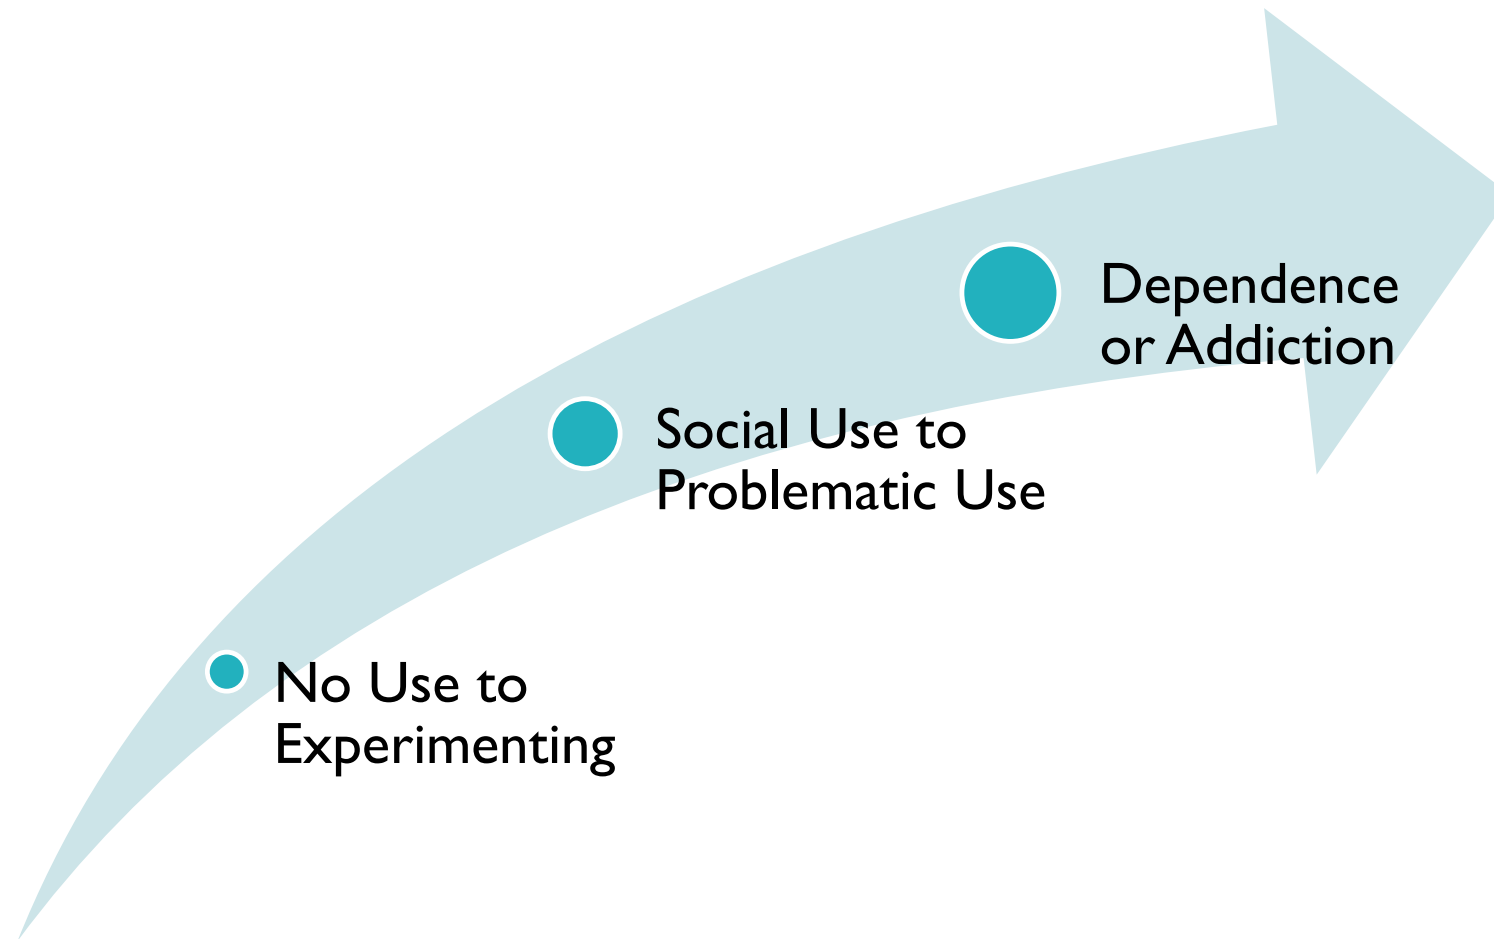 Dependence
or Addiction
Social Use to
Problematic Use
No Use to
Experimenting